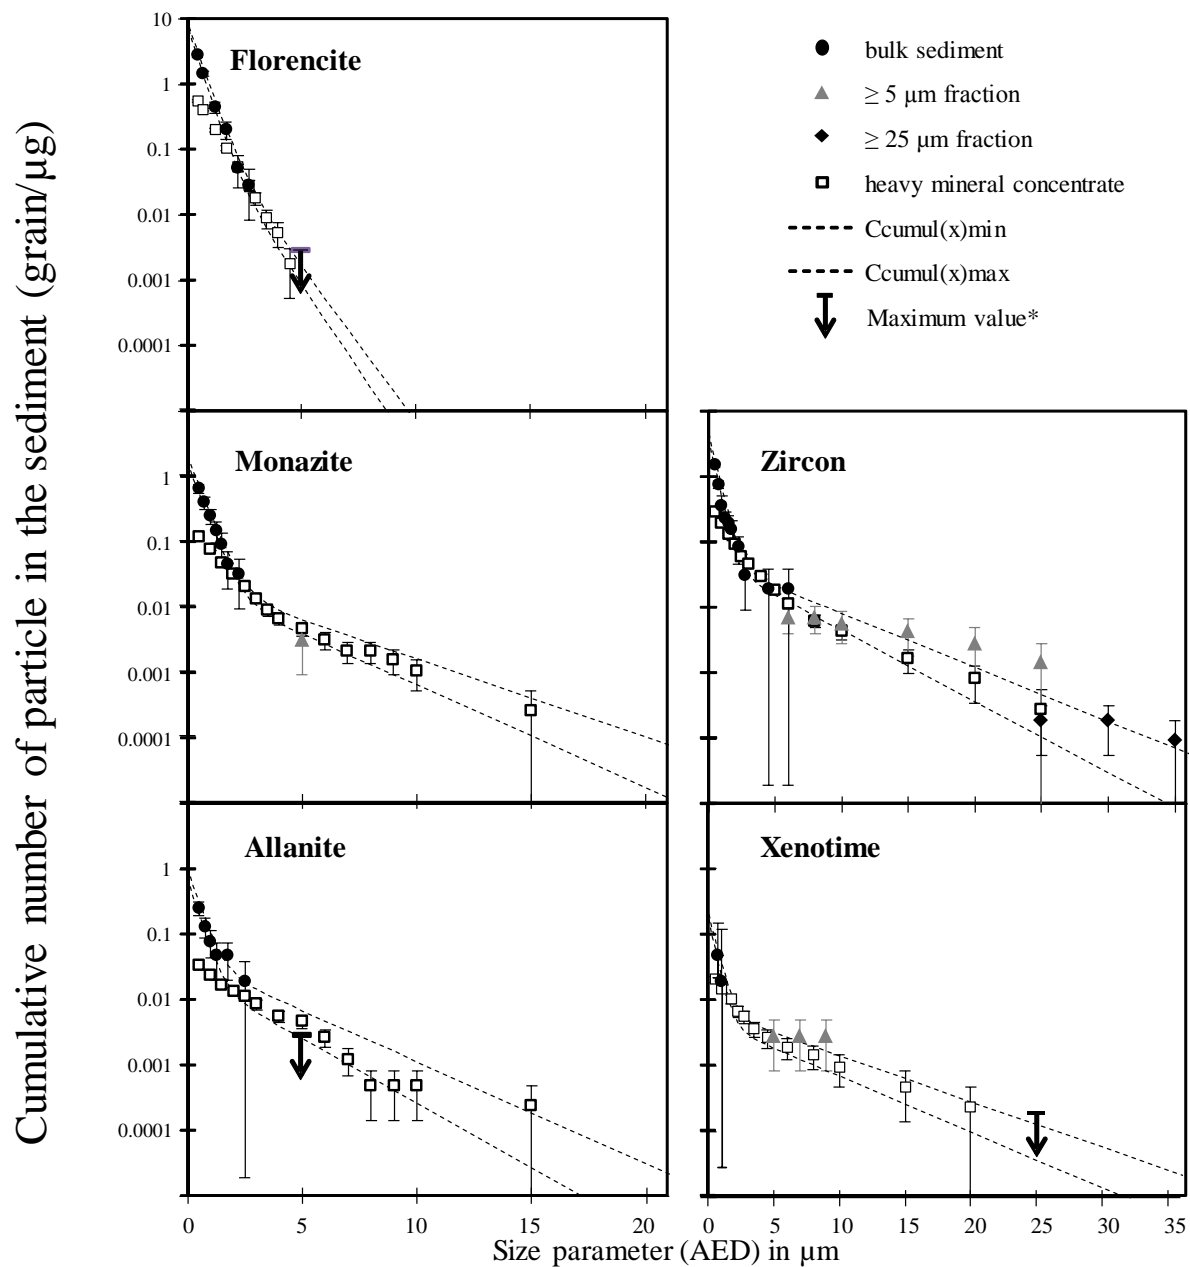 10
1
0.1
0.01
0.001
0.0001
Florencite
bulk sediment
≥ 5 μm fraction
≥ 25 μm fraction
heavy mineral concentrate
Ccumul(x)min
Ccumul(x)max
Maximum value*
Cumulative number of particle in the sediment (grain/μg)
1
0.1
0.01
0.001
0.0001
Monazite
Zircon
1
0.1
0.01
0.001
0.0001
Allanite
Xenotime
0 5 10 15 20
0 5 10 15 20 25 30 35
Size parameter (AED) in μm